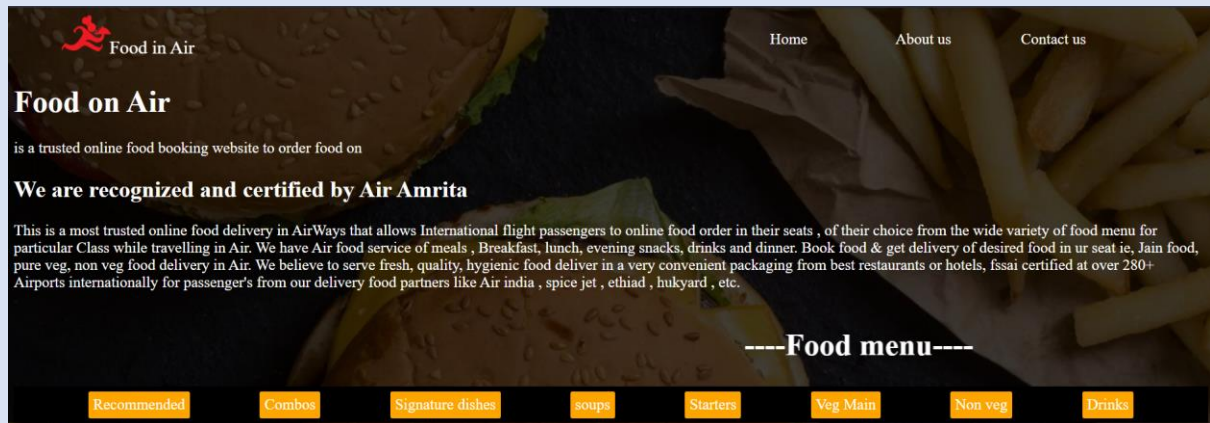 Food in Air
Home
About us
Contact us
Food on Air
is a trusted online food booking website to order food on
We are recognized and certified by Air Amrita
This is a most trusted online food delivery in AirWays that allows International flight passengers to online food order in their seats , of their choice from the wide variety of food menu for
particular Class while travelling in Air. We have Air food service of meals , Breakfast, lunch, evening snacks, drinks and dinner. Book food & get delivery of desired food in ur seat ie, Jain food,
pure veg, non veg food delivery in Air. We believe to serve fresh, quality, hygienic food deliver in a very convenient packaging from best restaurants or hotels, fssai certified at over 280+
Airports internationally for passenger's from our delivery food partners like Air india , spice jet , ethiad , hukyard , etc.
----Food menu----
Recommended
Combos
Signature dishes
soups
Starters
Veg Main
Non veg
Drinks